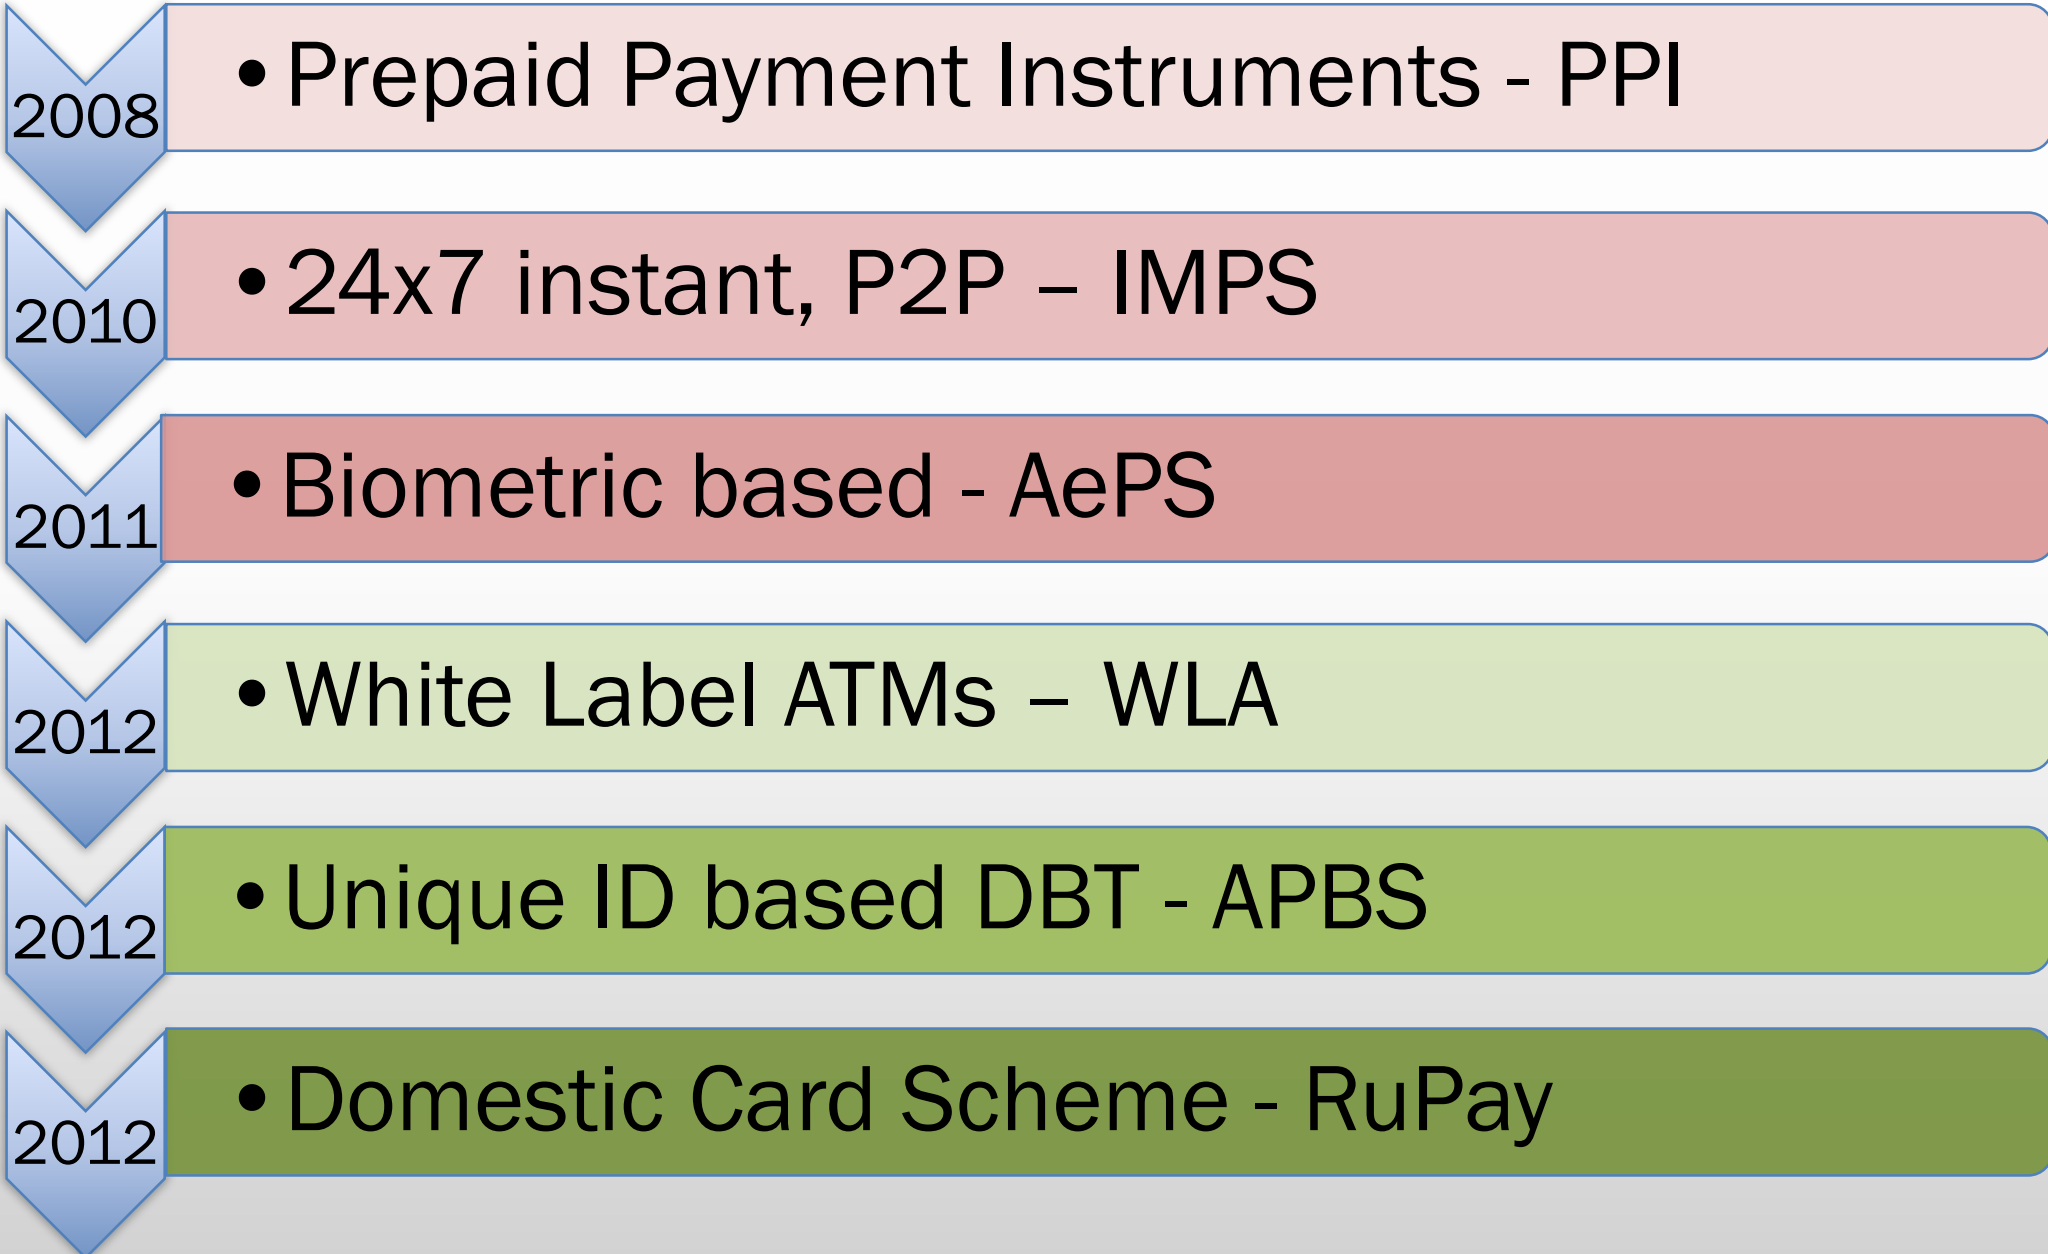 2008
• Prepaid Payment Instruments - PPI
2010
• 24x7 instant, P2P – IMPS
2011
• Biometric based - AePS
2012
• White Label ATMs – WLA
2012
• Unique ID based DBT - APBS
2012
• Domestic Card Scheme - RuPay